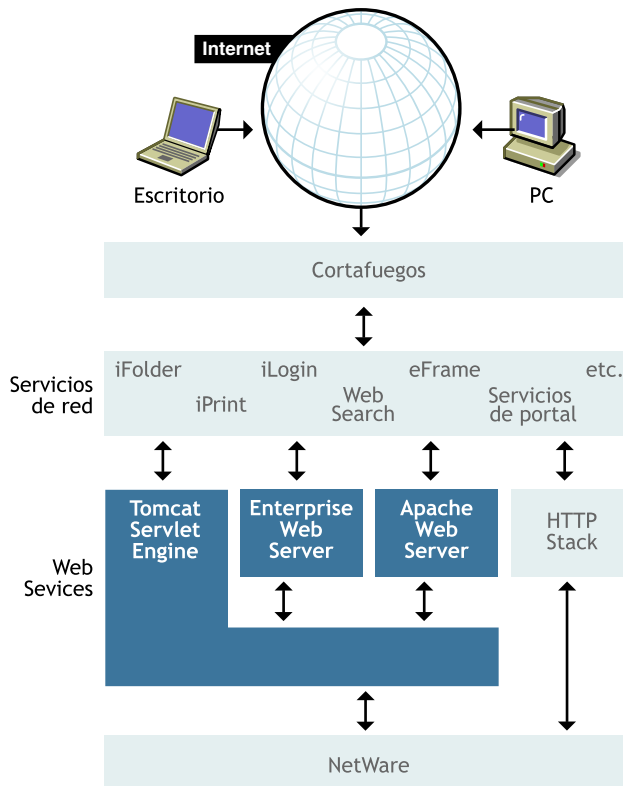 Internet
Escritorio
PC
Cortafuegos
Servicios
de red
iFolder
iLogin
eFrame
etc.
iPrint
Web
Search
Servicios
de portal
Web
Sevices
Tomcat
Servlet
Engine
Enterprise
Web
Server
Apache
Web
Server
HTTP
Stack
NetWare